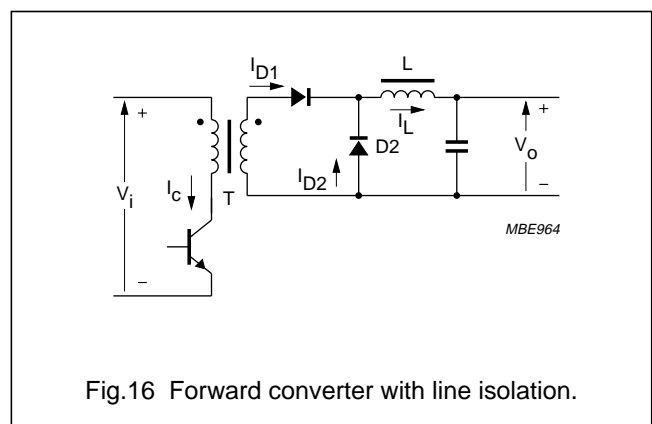 L
I_D1
+
I_L
+
D2
V_o
I_D2
I_c
T
V_i
−
MBE964
−
Fig.16 Forward converter with line isolation.